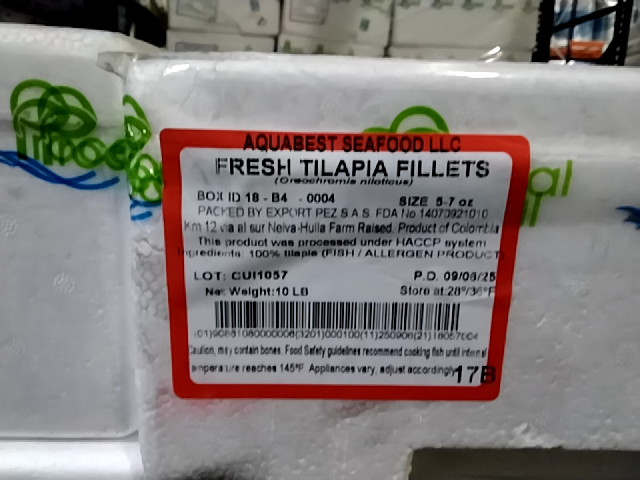 AQUABEST SEAFOOD LLC
FRESH TILAPIA FILLETS
(Oreochromis niloticus)
BOX ID 18 - B4 - 0004
SIZE 5-7 oz
PACKED BY EXPORT PEZ S.A.S. FDA No 14070921010
Km 12 via al sur Neiva-Huila Farm Raised. Product of Colombia
This product was processed under HACCP system
Ingredients: 100% tilapia (FISH / ALLERGEN PRODUCT
LOT: CUI1057
P.D. 09/06/25
Net Weight:10 LB
Store at:28°/36°F
Caution, may contain bones. Food Safety guidelines recommend cooking fish until internal
temperature reaches 145°F. Appliances vary, adjust accordingly
17B